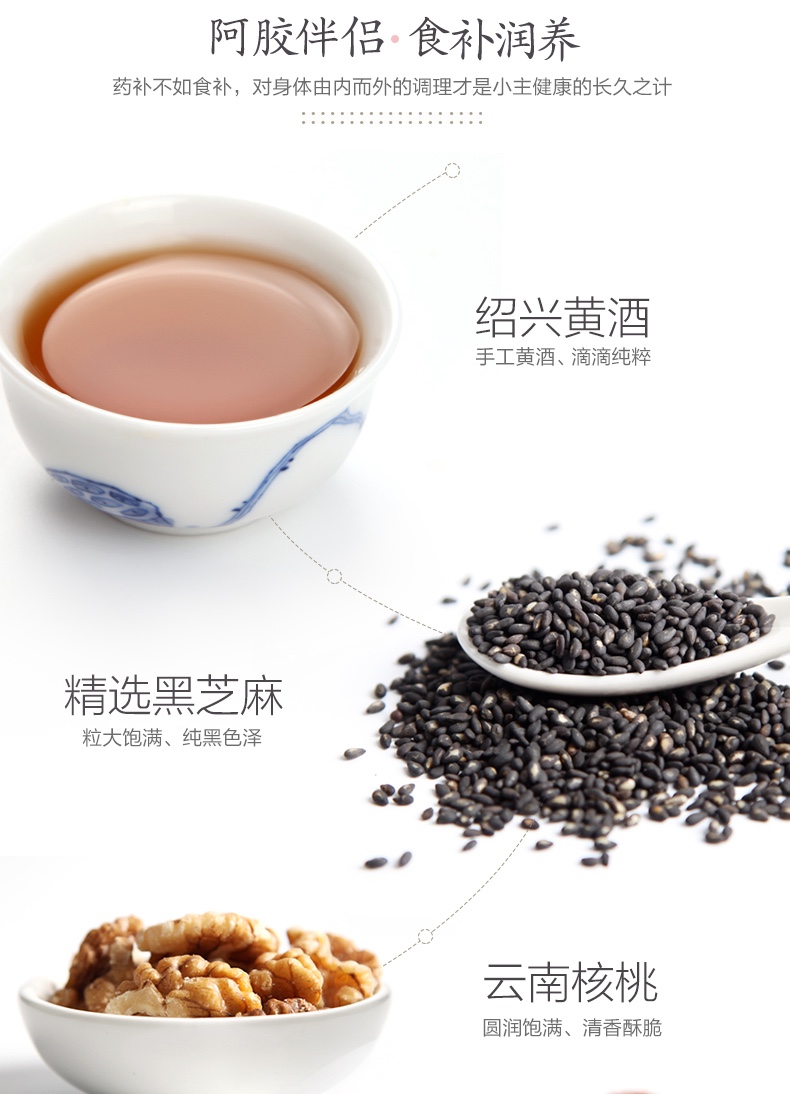 阿胶伴侣·食补润养
药补不如食补，对身体由内而外的调理才是小主健康的长久之计
绍兴黄酒
手工黄酒、滴滴纯粹
精选黑芝麻
粒大饱满、纯黑色泽
云南核桃
圆润饱满、清香酥脆